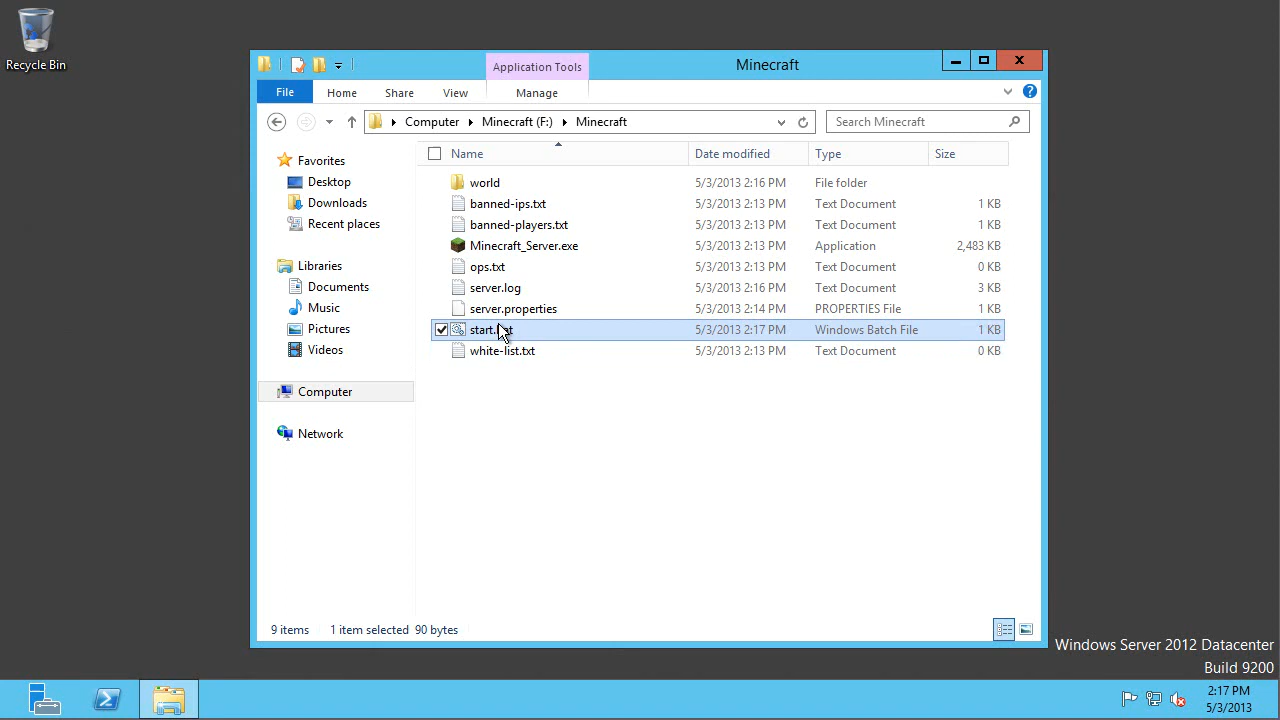 Recycle Bin
Application Tools
Minecraft
File
Home
Share
View
Manage
Computer
Minecraft (F:)
Minecraft
Search Minecraft
Favorites
Desktop
Downloads
Recent places
Libraries
Documents
Music
Pictures
Videos
Computer
Network
Name Date modified Type Size
world 5/3/2013 2:16 PM File folder
banned-ips.txt 5/3/2013 2:13 PM Text Document 1 KB
banned-players.txt 5/3/2013 2:13 PM Text Document 1 KB
Minecraft_Server.exe 5/3/2013 2:13 PM Application 2,483 KB
ops.txt 5/3/2013 2:13 PM Text Document 0 KB
server.log 5/3/2013 2:16 PM Text Document 3 KB
server.properties 5/3/2013 2:14 PM PROPERTIES File 1 KB
5/3/2013 2:17 PM Windows Batch File 1 KB
white-list.txt 5/3/2013 2:13 PM Text Document 0 KB
9 items 1 item selected 90 bytes
Windows Server 2012 Datacenter
Build 9200
2:17 PM
5/3/2013